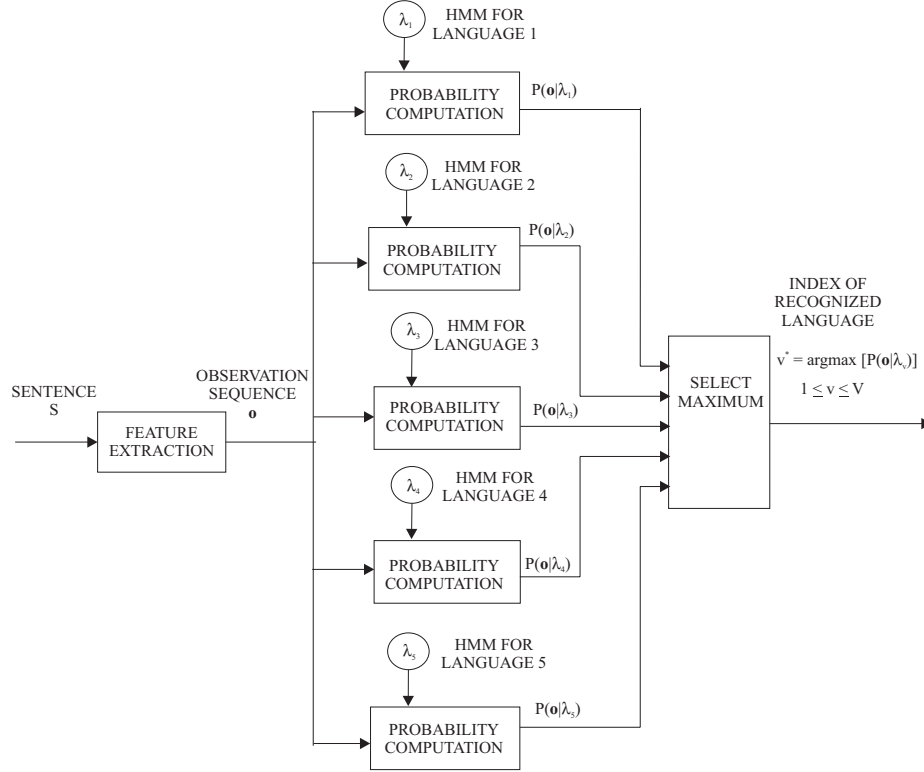 λ₁
HMM FOR
LANGUAGE 1
PROBABILITY
COMPUTATION
P(o|λ₁)
λ₂
HMM FOR
LANGUAGE 2
PROBABILITY
COMPUTATION
P(o|λ₂)
λ₃
HMM FOR
LANGUAGE 3
PROBABILITY
COMPUTATION
P(o|λ₃)
SENTENCE
S
FEATURE
EXTRACTION
OBSERVATION
SEQUENCE
o
λ₄
HMM FOR
LANGUAGE 4
PROBABILITY
COMPUTATION
P(o|λ₄)
λ₅
HMM FOR
LANGUAGE 5
PROBABILITY
COMPUTATION
P(o|λ₅)
SELECT
MAXIMUM
INDEX OF
RECOGNIZED
LANGUAGE
v* = argmax [P(o|λᵥ)]
1 ≤ v ≤ V